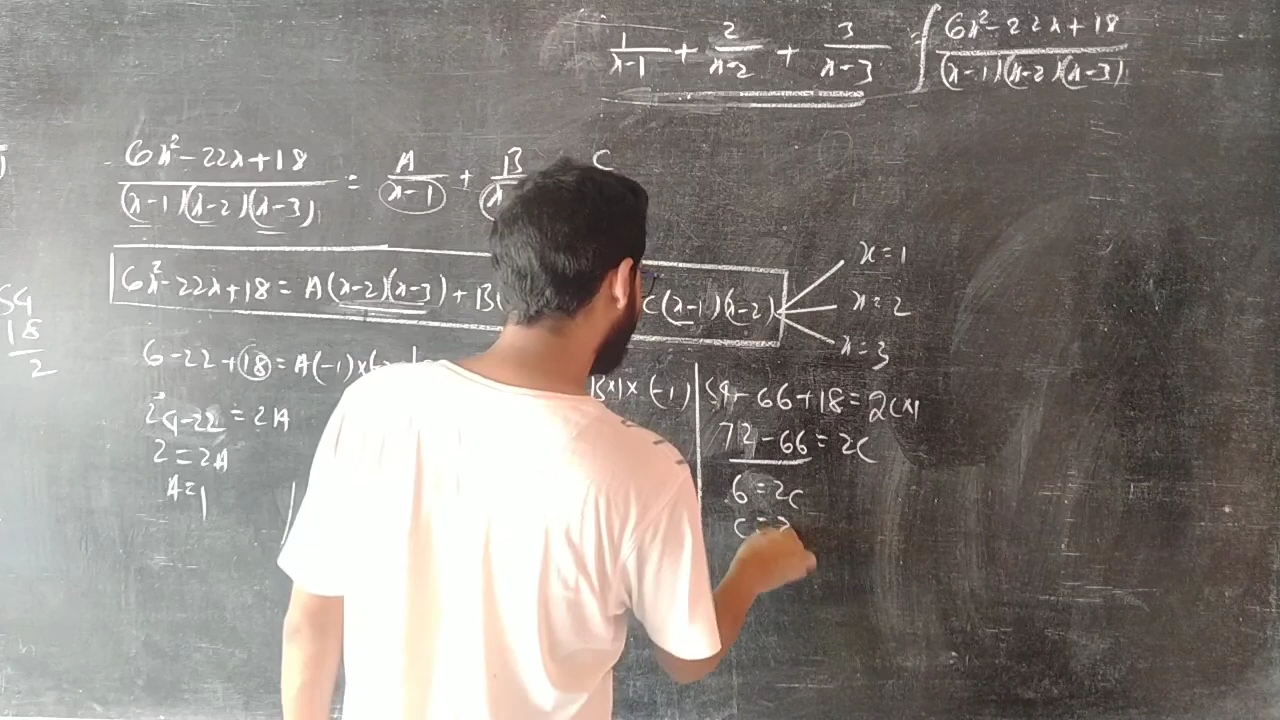 1/(x-1) + 2/(x-2) + 3/(x-3) ∫ (6x²-22x+18)/((x-1)(x-2)(x-3))
(6x²-22x+18)/((x-1)(x-2)(x-3)) = A/(x-1) + B/(x C
6x²-22x+18 = A(x-2)(x-3) + B( C(x-1)(x-2)
x=1
x=2
x=3
54
18
2
6-22+18 = A(-1)×(
24-22 = 2A
2 = 2A
A=1
B×1×(-1)
54-66+18 = 2C×1
72-66 = 2C
6 = 2C
C = 3